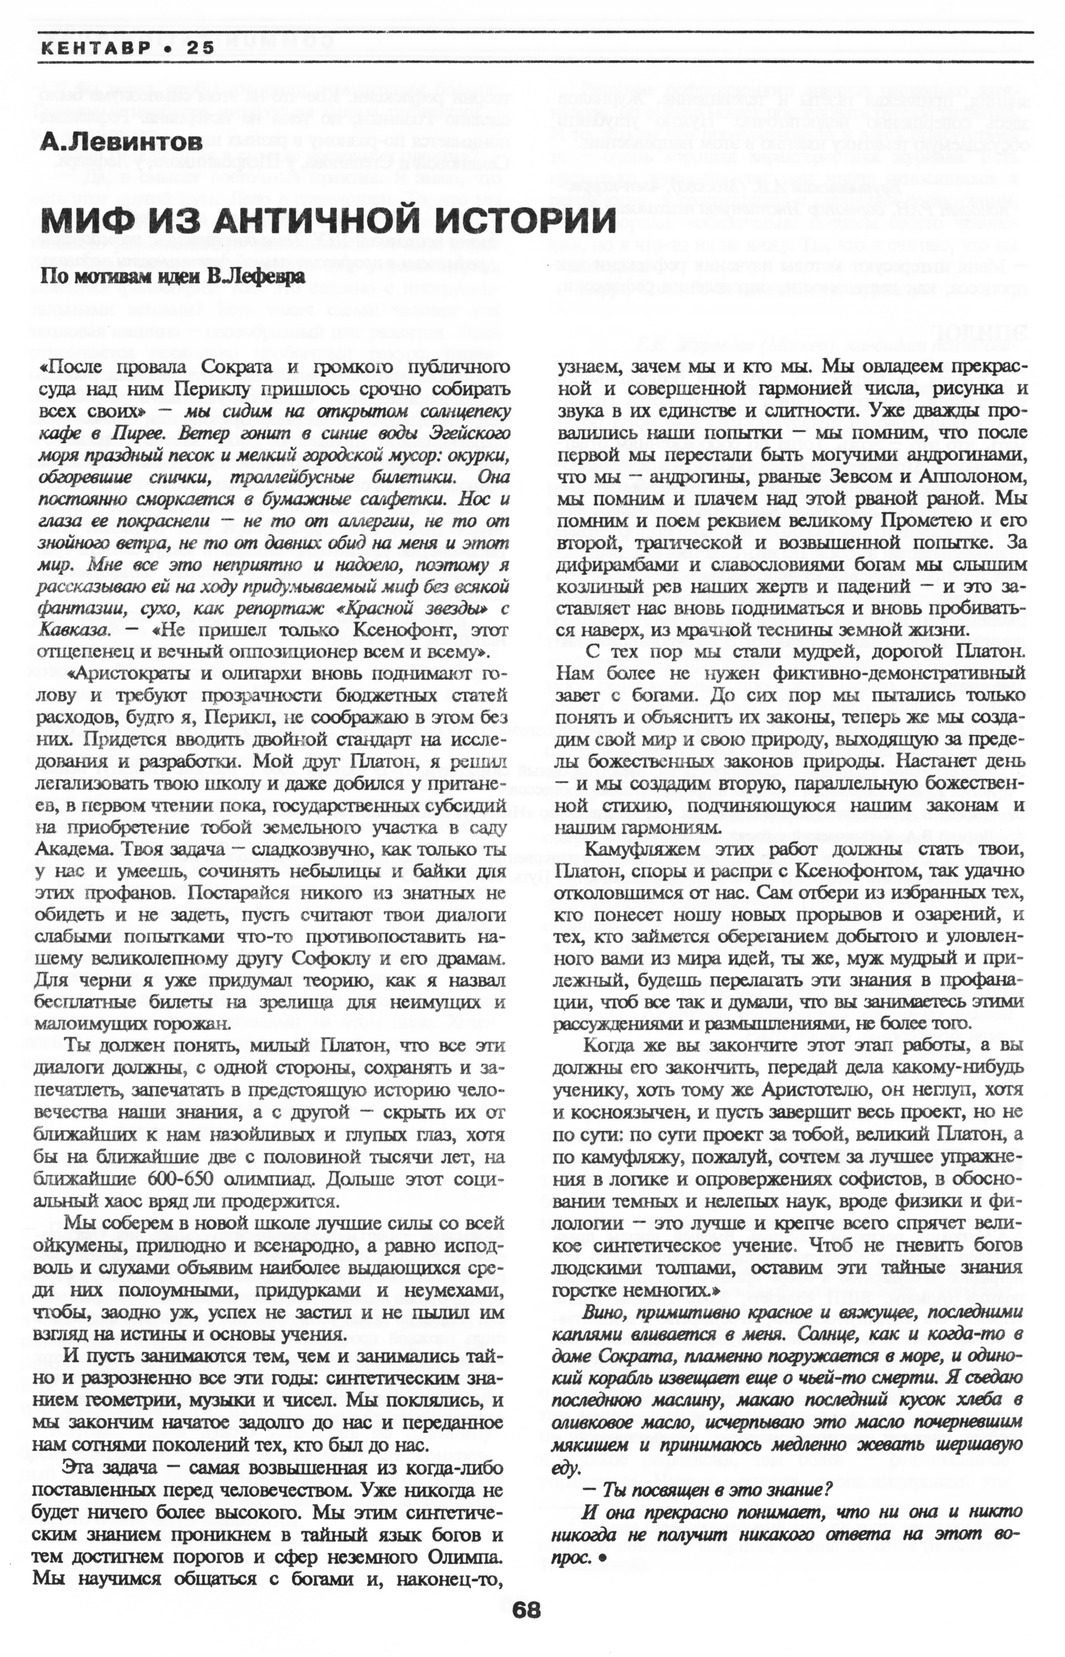 КЕНТАВР • 25
А.Левинтов
МИФ ИЗ АНТИЧНОЙ ИСТОРИИ
По мотивам идеи В.Лефевра
«После провала Сократа и громкого публичного
суда над ним Периклу пришлось срочно собирать
всех своих» — мы сидим на открытом солнцепеку
кафе в Пирее. Ветер гонит в синие воды Эгейского
моря праздный песок и мелкий городской мусор: окурки,
обгоревшие спички, троллейбусные билетики. Она
постоянно сморкается в бумажные салфетки. Нос и
глаза ее покраснели — не то от аллергии, не то от
знойного ветра, не то от давних обид на меня и этот
мир. Мне все это неприятно и надоело, поэтому я
рассказываю ей на ходу придумываемый миф без всякой
фантазии, сухо, как репортаж «Красной звезды» с
Кавказа. — «Не пришел только Ксенофонт, этот
отщепенец и вечный оппозиционер всем и всему».
«Аристократы и олигархи вновь поднимают го-
лову и требуют прозрачности бюджетных статей
расходов, будто я, Перикл, не соображаю в этом без
них. Придется вводить двойной стандарт на иссле-
дования и разработки. Мой друг Платон, я решил
легализовать твою школу и даже добился у притане-
ев, в первом чтении пока, государственных субсидий
на приобретение тобой земельного участка в саду
Академа. Твоя задача — сладкозвучно, как только ты
у нас и умеешь, сочинять небылицы и байки для
этих профанов. Постарайся никого из знатных не
обидеть и не задеть, пусть считают твои диалоги
слабыми попытками что-то противопоставить на-
шему великолепному другу Софоклу и его драмам.
Для черни я уже придумал теорию, как я назвал
бесплатные билеты на зрелища для неимущих и
малоимущих горожан.
Ты должен понять, милый Платон, что все эти
диалоги должны, с одной стороны, сохранять и за-
печатлеть, запечатать в предстоящую историю чело-
вечества наши знания, а с другой — скрыть их от
ближайших к нам назойливых и глупых глаз, хотя
бы на ближайшие две с половиной тысячи лет, на
ближайшие 600-650 олимпиад. Дольше этот соци-
альный хаос вряд ли продержится.
Мы соберем в новой школе лучшие силы со всей
ойкумены, прилюдно и всенародно, а равно испод-
воль и слухами объявим наиболее выдающихся сре-
ди них полоумными, придурками и неумехами,
чтобы, заодно уж, успех не застил и не пылил им
взгляд на истины и основы учения.
И пусть занимаются тем, чем и занимались тай-
но и разрозненно все эти годы: синтетическим зна-
нием геометрии, музыки и чисел. Мы поклялись, и
мы закончим начатое задолго до нас и переданное
нам сотнями поколений тех, кто был до нас.
Эта задача — самая возвышенная из когда-либо
поставленных перед человечеством. Уже никогда не
будет ничего более высокого. Мы этим синтетиче-
ским знанием проникнем в тайный язык богов и
тем достигнем порогов и сфер неземного Олимпа.
Мы научимся общаться с богами и, наконец-то,
узнаем, зачем мы и кто мы. Мы овладеем прекрас-
ной и совершенной гармонией числа, рисунка и
звука в их единстве и слитности. Уже дважды про-
валились наши попытки — мы помним, что после
первой мы перестали быть могучими андрогинами,
что мы — андрогины, рваные Зевсом и Апполоном,
мы помним и плачем над этой рваной раной. Мы
помним и поем реквием великому Прометею и его
второй, трагической и возвышенной попытке. За
дифирамбами и славословиями богам мы слышим
козлиный рев наших жертв и падений — и это за-
ставляет нас вновь подниматься и вновь пробивать-
ся наверх, из мрачной теснины земной жизни.
С тех пор мы стали мудрей, дорогой Платон.
Нам более не нужен фиктивно-демонстративный
завет с богами. До сих пор мы пытались только
понять и объяснить их законы, теперь же мы созда-
дим свой мир и свою природу, выходящую за преде-
лы божественных законов природы. Настанет день
— и мы создадим вторую, параллельную божествен-
ной стихию, подчиняющуюся нашим законам и
нашим гармониям.
Камуфляжем этих работ должны стать твои,
Платон, споры и распри с Ксенофонтом, так удачно
отколовшимся от нас. Сам отбери из избранных тех,
кто понесет ношу новых прорывов и озарений, и
тех, кто займется обереганием добытого и уловлен-
ного вами из мира идей, ты же, муж мудрый и при-
лежный, будешь перелагать эти знания в профана-
ции, чтоб все так и думали, что вы занимаетесь этими
рассуждениями и размышлениями, не более того.
Когда же вы закончите этот этап работы, а вы
должны его закончить, передай дела какому-нибудь
ученику, хоть тому же Аристотелю, он неглуп, хотя
и косноязычен, и пусть завершит весь проект, но не
по сути: по сути проект за тобой, великий Платон, а
по камуфляжу, пожалуй, сочтем за лучшее упражне-
ния в логике и опровержениях софистов, в обосно-
вании темных и нелепых наук, вроде физики и фи-
лологии — это лучше и крепче всего спрячет вели-
кое синтетическое учение. Чтоб не гневить богов
людскими толпами, оставим эти тайные знания
горстке немногих.»
Вино, примитивно красное и вяжущее, последними
каплями вливается в меня. Солнце, как и когда-то в
доме Сократа, пламенно погружается в море, и одино-
кий корабль извещает еще о чьей-то смерти. Я съедаю
последнюю маслину, макаю последний кусок хлеба в
оливковое масло, исчерпываю это масло почерневшим
мякишем и принимаюсь медленно жевать шершавую
еду.
— Ты посвящен в это знание?
И она прекрасно понимает, что ни она и никто
никогда не получит никакого ответа на этот во-
прос. •
68